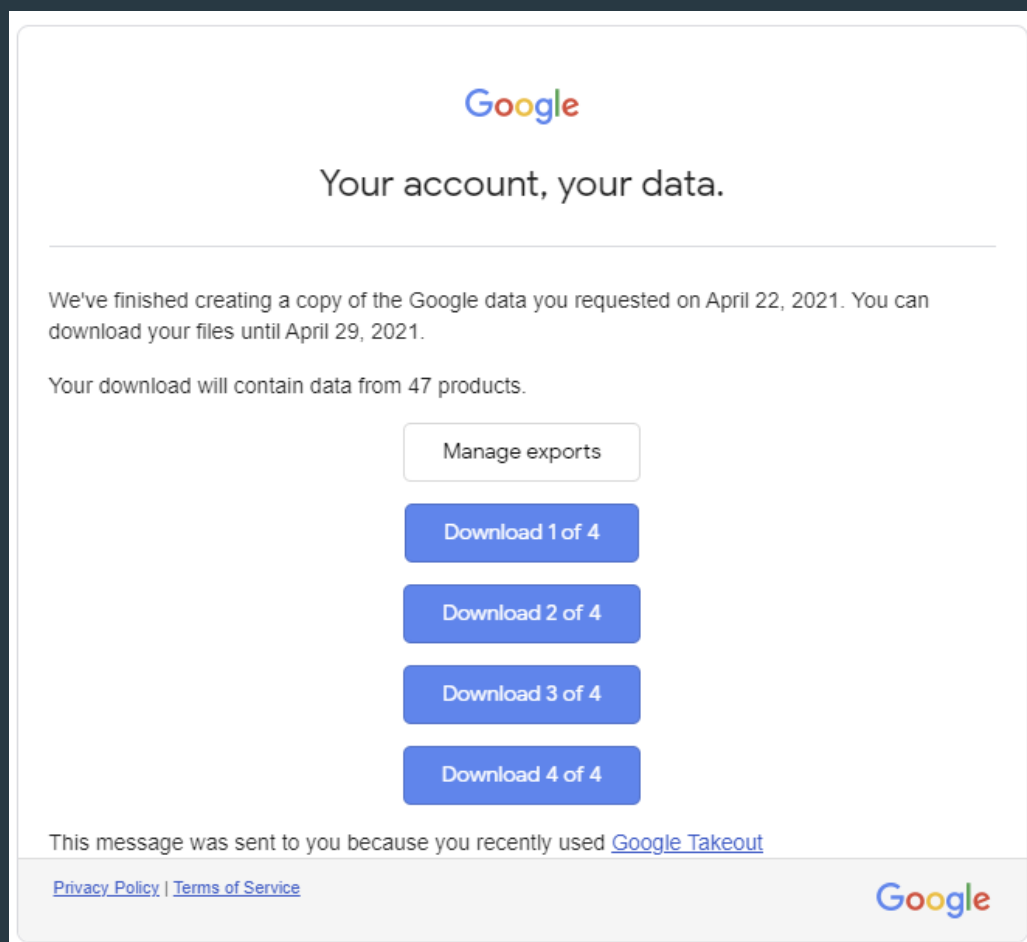 Google
Your account, your data.
We've finished creating a copy of the Google data you requested on April 22, 2021. You can
download your files until April 29, 2021.
Your download will contain data from 47 products.
Manage exports
Download 1 of 4
Download 2 of 4
Download 3 of 4
Download 4 of 4
This message was sent to you because you recently used Google Takeout
Privacy Policy | Terms of Service
Google